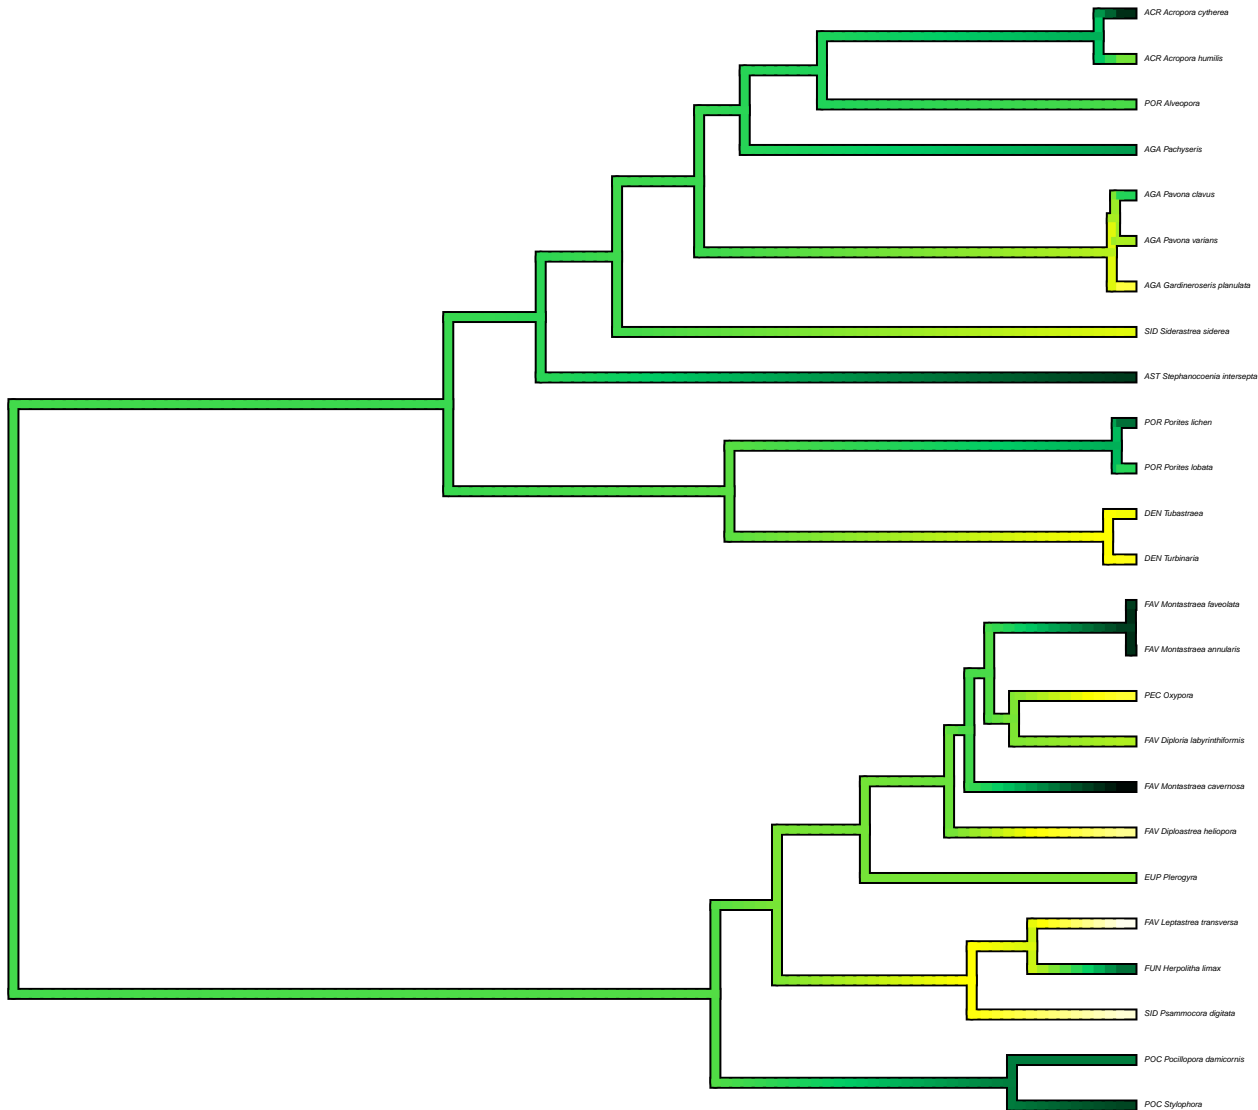 ACR Acropora cytherea
ACR Acropora humilis
POR Alveopora
AGA Pachyseris
AGA Pavona clavus
AGA Pavona varians
AGA Gardineroseris planulata
SID Siderastrea siderea
AST Stephanocoenia intersepta
POR Porites lichen
POR Porites lobata
DEN Tubastraea
DEN Turbinaria
FAV Montastraea faveolata
FAV Montastraea annularis
PEC Oxypora
FAV Diploria labyrinthiformis
FAV Montastraea cavernosa
FAV Diploastrea heliopora
EUP Plerogyra
FAV Leptastrea transversa
FUN Herpolitha limax
SID Psammocora digitata
POC Pocillopora damicornis
POC Stylophora